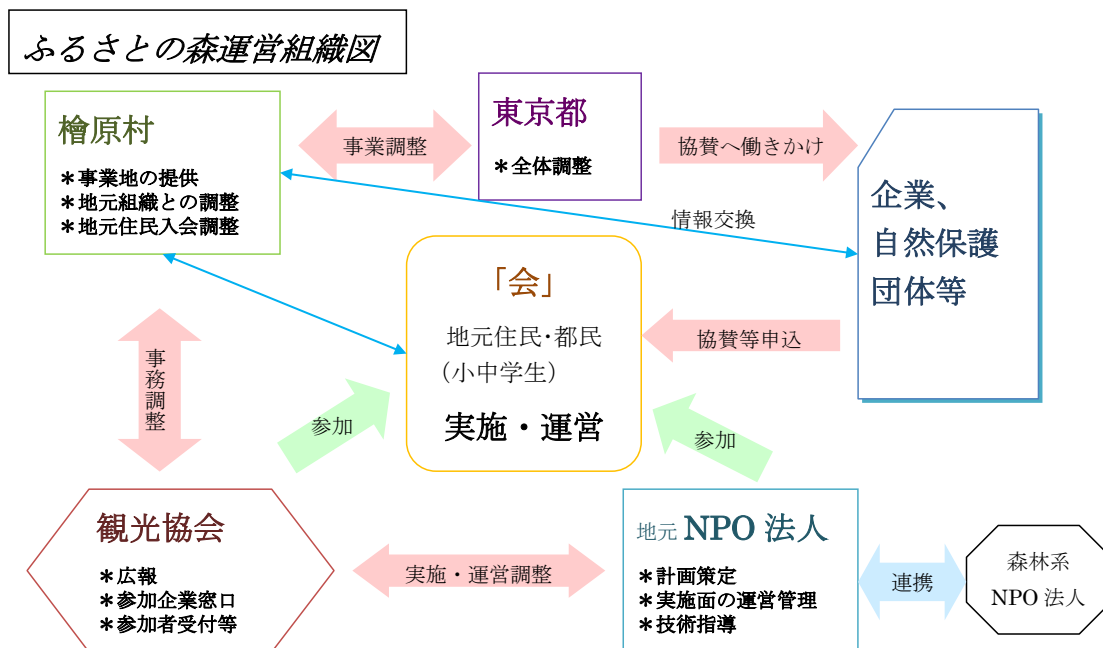 ふるさとの森運営組織図
檜原村
＊事業地の提供
＊地元組織との調整
＊地元住民入会調整
事業調整
東京都
＊全体調整
協賛へ働きかけ
企業、
自然保護
団体等
情報交換
「会」
地元住民・都民
（小中学生）
実施・運営
協賛等申込
事務調整
参加
参加
観光協会
＊広報
＊参加企業窓口
＊参加者受付等
実施・運営調整
地元 NPO 法人
＊計画策定
＊実施面の運営管理
＊技術指導
連携
森林系
NPO 法人